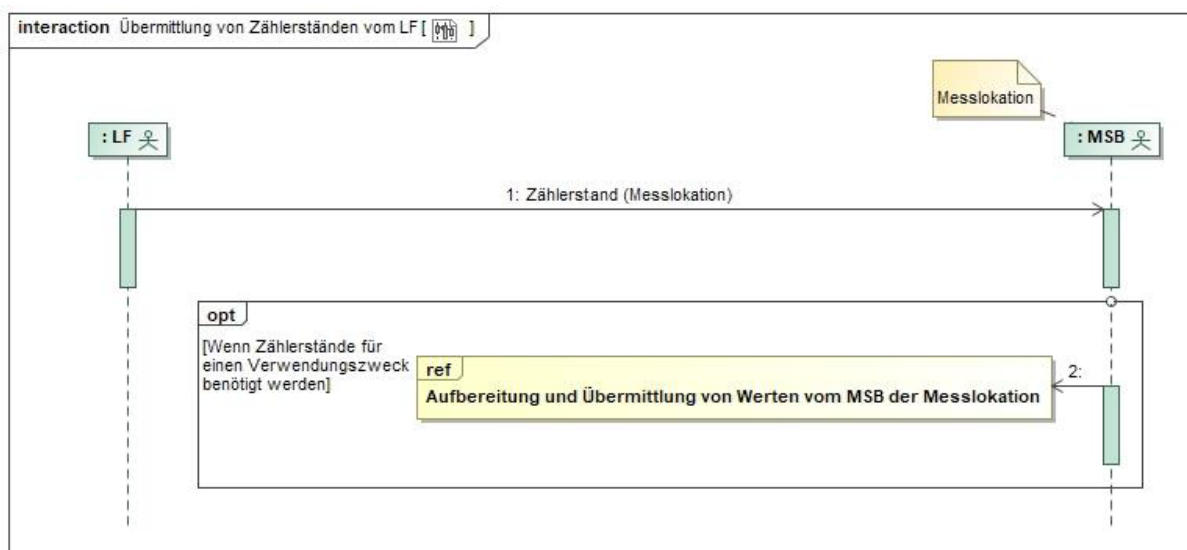 interaction Übermittlung von Zählerständen vom LF [ ]
Messlokation
: LF
: MSB
1: Zählerstand (Messlokation)
opt
[Wenn Zählerstände für
einen Verwendungszweck
benötigt werden]
ref
2:
Aufbereitung und Übermittlung von Werten vom MSB der Messlokation